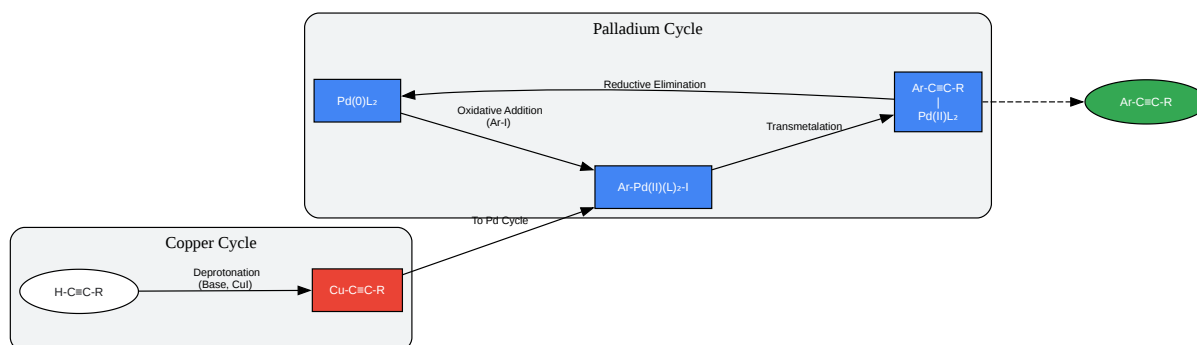 Palladium Cycle
Reductive Elimination
Pd(0)L₂
Oxidative Addition
(Ar-I)
Ar-C≡C-R
|
Pd(II)L₂
Ar-C≡C-R
Transmetalation
Ar-Pd(II)(L)₂-I
To Pd Cycle
Copper Cycle
H-C≡C-R
Deprotonation
(Base, CuI)
Cu-C≡C-R